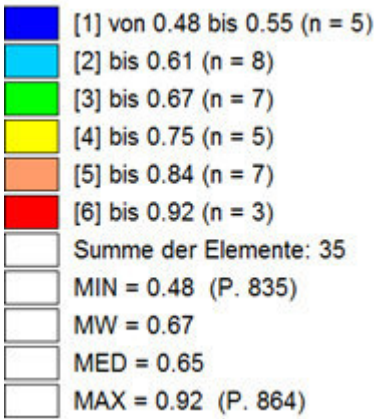 [1] von 0.48 bis 0.55 (n = 5)
[2] bis 0.61 (n = 8)
[3] bis 0.67 (n = 7)
[4] bis 0.75 (n = 5)
[5] bis 0.84 (n = 7)
[6] bis 0.92 (n = 3)
Summe der Elemente: 35
MIN = 0.48 (P. 835)
MW = 0.67
MED = 0.65
MAX = 0.92 (P. 864)